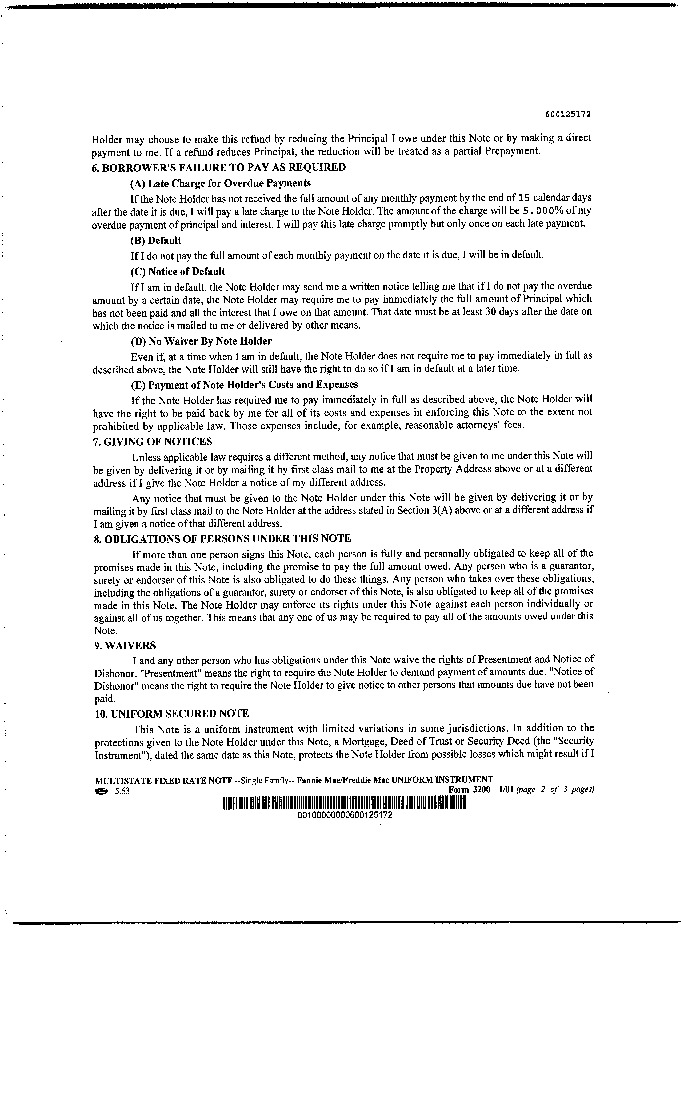 600125172
Holder may choose to make this refund by reducing the Principal I owe under this Note or by making a direct
payment to me. If a refund reduces Principal, the reduction will be treated as a partial Prepayment.
6. BORROWER'S FAILURE TO PAY AS REQUIRED
(A) Late Charge for Overdue Payments
If the Note Holder has not received the full amount of any monthly payment by the end of 15 calendar days
after the date it is due, I will pay a late charge to the Note Holder. The amount of the charge will be 5.000% of my
overdue payment of principal and interest. I will pay this late charge promptly but only once on each late payment.
(B) Default
If I do not pay the full amount of each monthly payment on the date it is due, I will be in default.
(C) Notice of Default
If I am in default, the Note Holder may send me a written notice telling me that if I do not pay the overdue
amount by a certain date, the Note Holder may require me to pay immediately the full amount of Principal which
has not been paid and all the interest that I owe on that amount. That date must be at least 30 days after the date on
which the notice is mailed to me or delivered by other means.
(D) No Waiver By Note Holder
Even if, at a time when I am in default, the Note Holder does not require me to pay immediately in full as
described above, the Note Holder will still have the right to do so if I am in default at a later time.
(E) Payment of Note Holder's Costs and Expenses
If the Note Holder has required me to pay immediately in full as described above, the Note Holder will
have the right to be paid back by me for all of its costs and expenses in enforcing this Note to the extent not
prohibited by applicable law. Those expenses include, for example, reasonable attorneys' fees.
7. GIVING OF NOTICES
Unless applicable law requires a different method, any notice that must be given to me under this Note will
be given by delivering it or by mailing it by first class mail to me at the Property Address above or at a different
address if I give the Note Holder a notice of my different address.
Any notice that must be given to the Note Holder under this Note will be given by delivering it or by
mailing it by first class mail to the Note Holder at the address stated in Section 3(A) above or at a different address if
I am given a notice of that different address.
8. OBLIGATIONS OF PERSONS UNDER THIS NOTE
If more than one person signs this Note, each person is fully and personally obligated to keep all of the
promises made in this Note, including the promise to pay the full amount owed. Any person who is a guarantor,
surety or endorser of this Note is also obligated to do these things. Any person who takes over these obligations,
including the obligations of a guarantor, surety or endorser of this Note, is also obligated to keep all of the promises
made in this Note. The Note Holder may enforce its rights under this Note against each person individually or
against all of us together. This means that any one of us may be required to pay all of the amounts owed under this
Note.
9. WAIVERS
I and any other person who has obligations under this Note waive the rights of Presentment and Notice of
Dishonor. "Presentment" means the right to require the Note Holder to demand payment of amounts due. "Notice of
Dishonor" means the right to require the Note Holder to give notice to other persons that amounts due have not been
paid.
10. UNIFORM SECURED NOTE
This Note is a uniform instrument with limited variations in some jurisdictions. In addition to the
protections given to the Note Holder under this Note, a Mortgage, Deed of Trust or Security Deed (the "Security
Instrument"), dated the same date as this Note, protects the Note Holder from possible losses which might result if I
MULTISTATE FIXED RATE NOTE--Single Family--Fannie Mae/Freddie Mac UNIFORM INSTRUMENT
5.53 Form 3200 1/01 (page 2 of 3 pages)